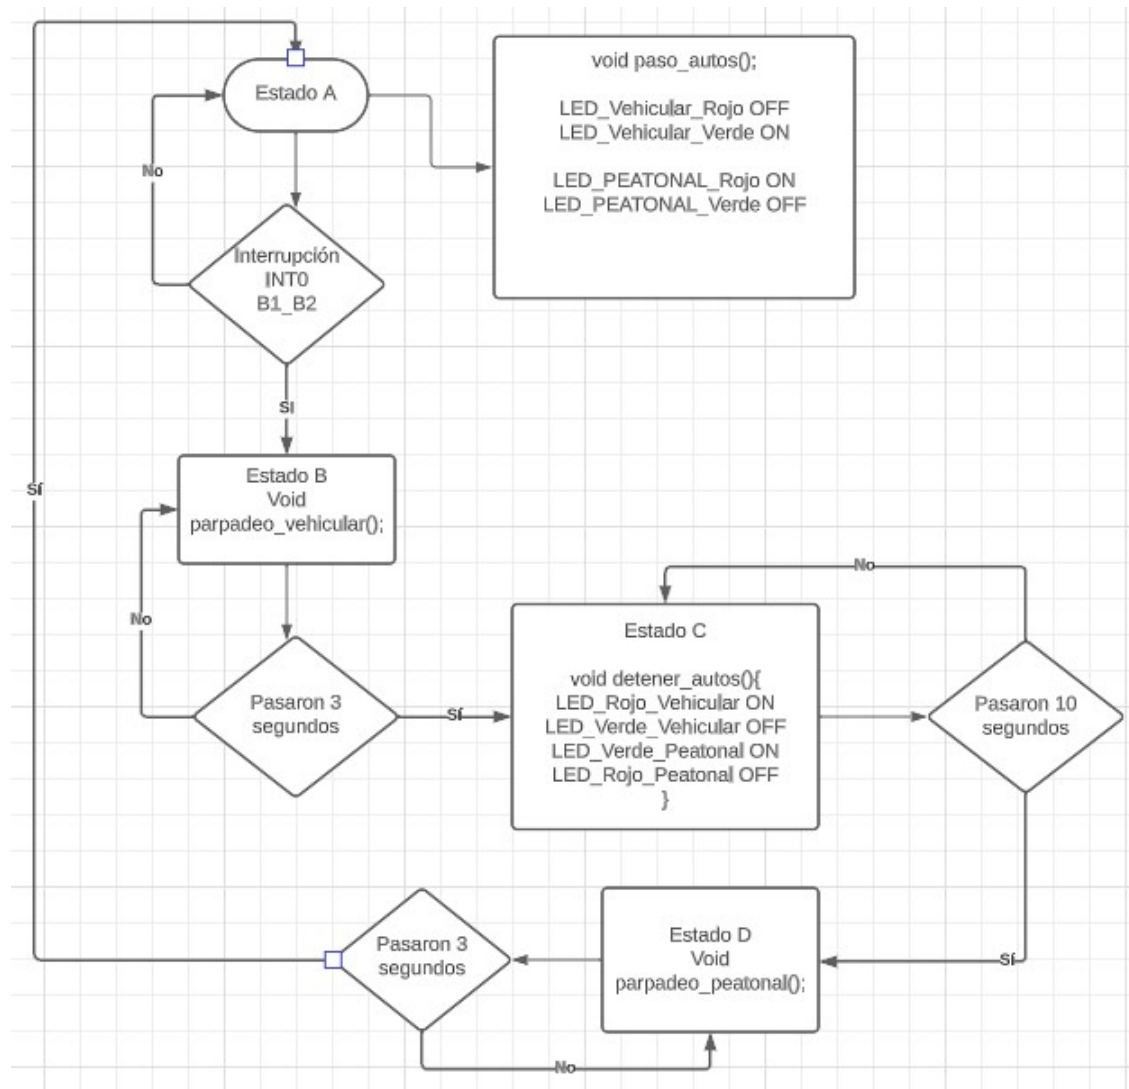 Estado A
void paso_autos();
LED_Vehicular_Rojo OFF
LED_Vehicular_Verde ON
LED_PEATONAL_Rojo ON
LED_PEATONAL_Verde OFF
No
Interrupción
INT0
B1_B2
Sí
Sí
Estado B
Void
parpadeo_vehicular();
No
Pasaron 3
segundos
Sí
Estado C
void detener_autos(){
LED_Rojo_Vehicular ON
LED_Verde_Vehicular OFF
LED_Verde_Peatonal ON
LED_Rojo_Peatonal OFF
}
No
Pasaron 10
segundos
Sí
Estado D
Void
parpadeo_peatonal();
Pasaron 3
segundos
No